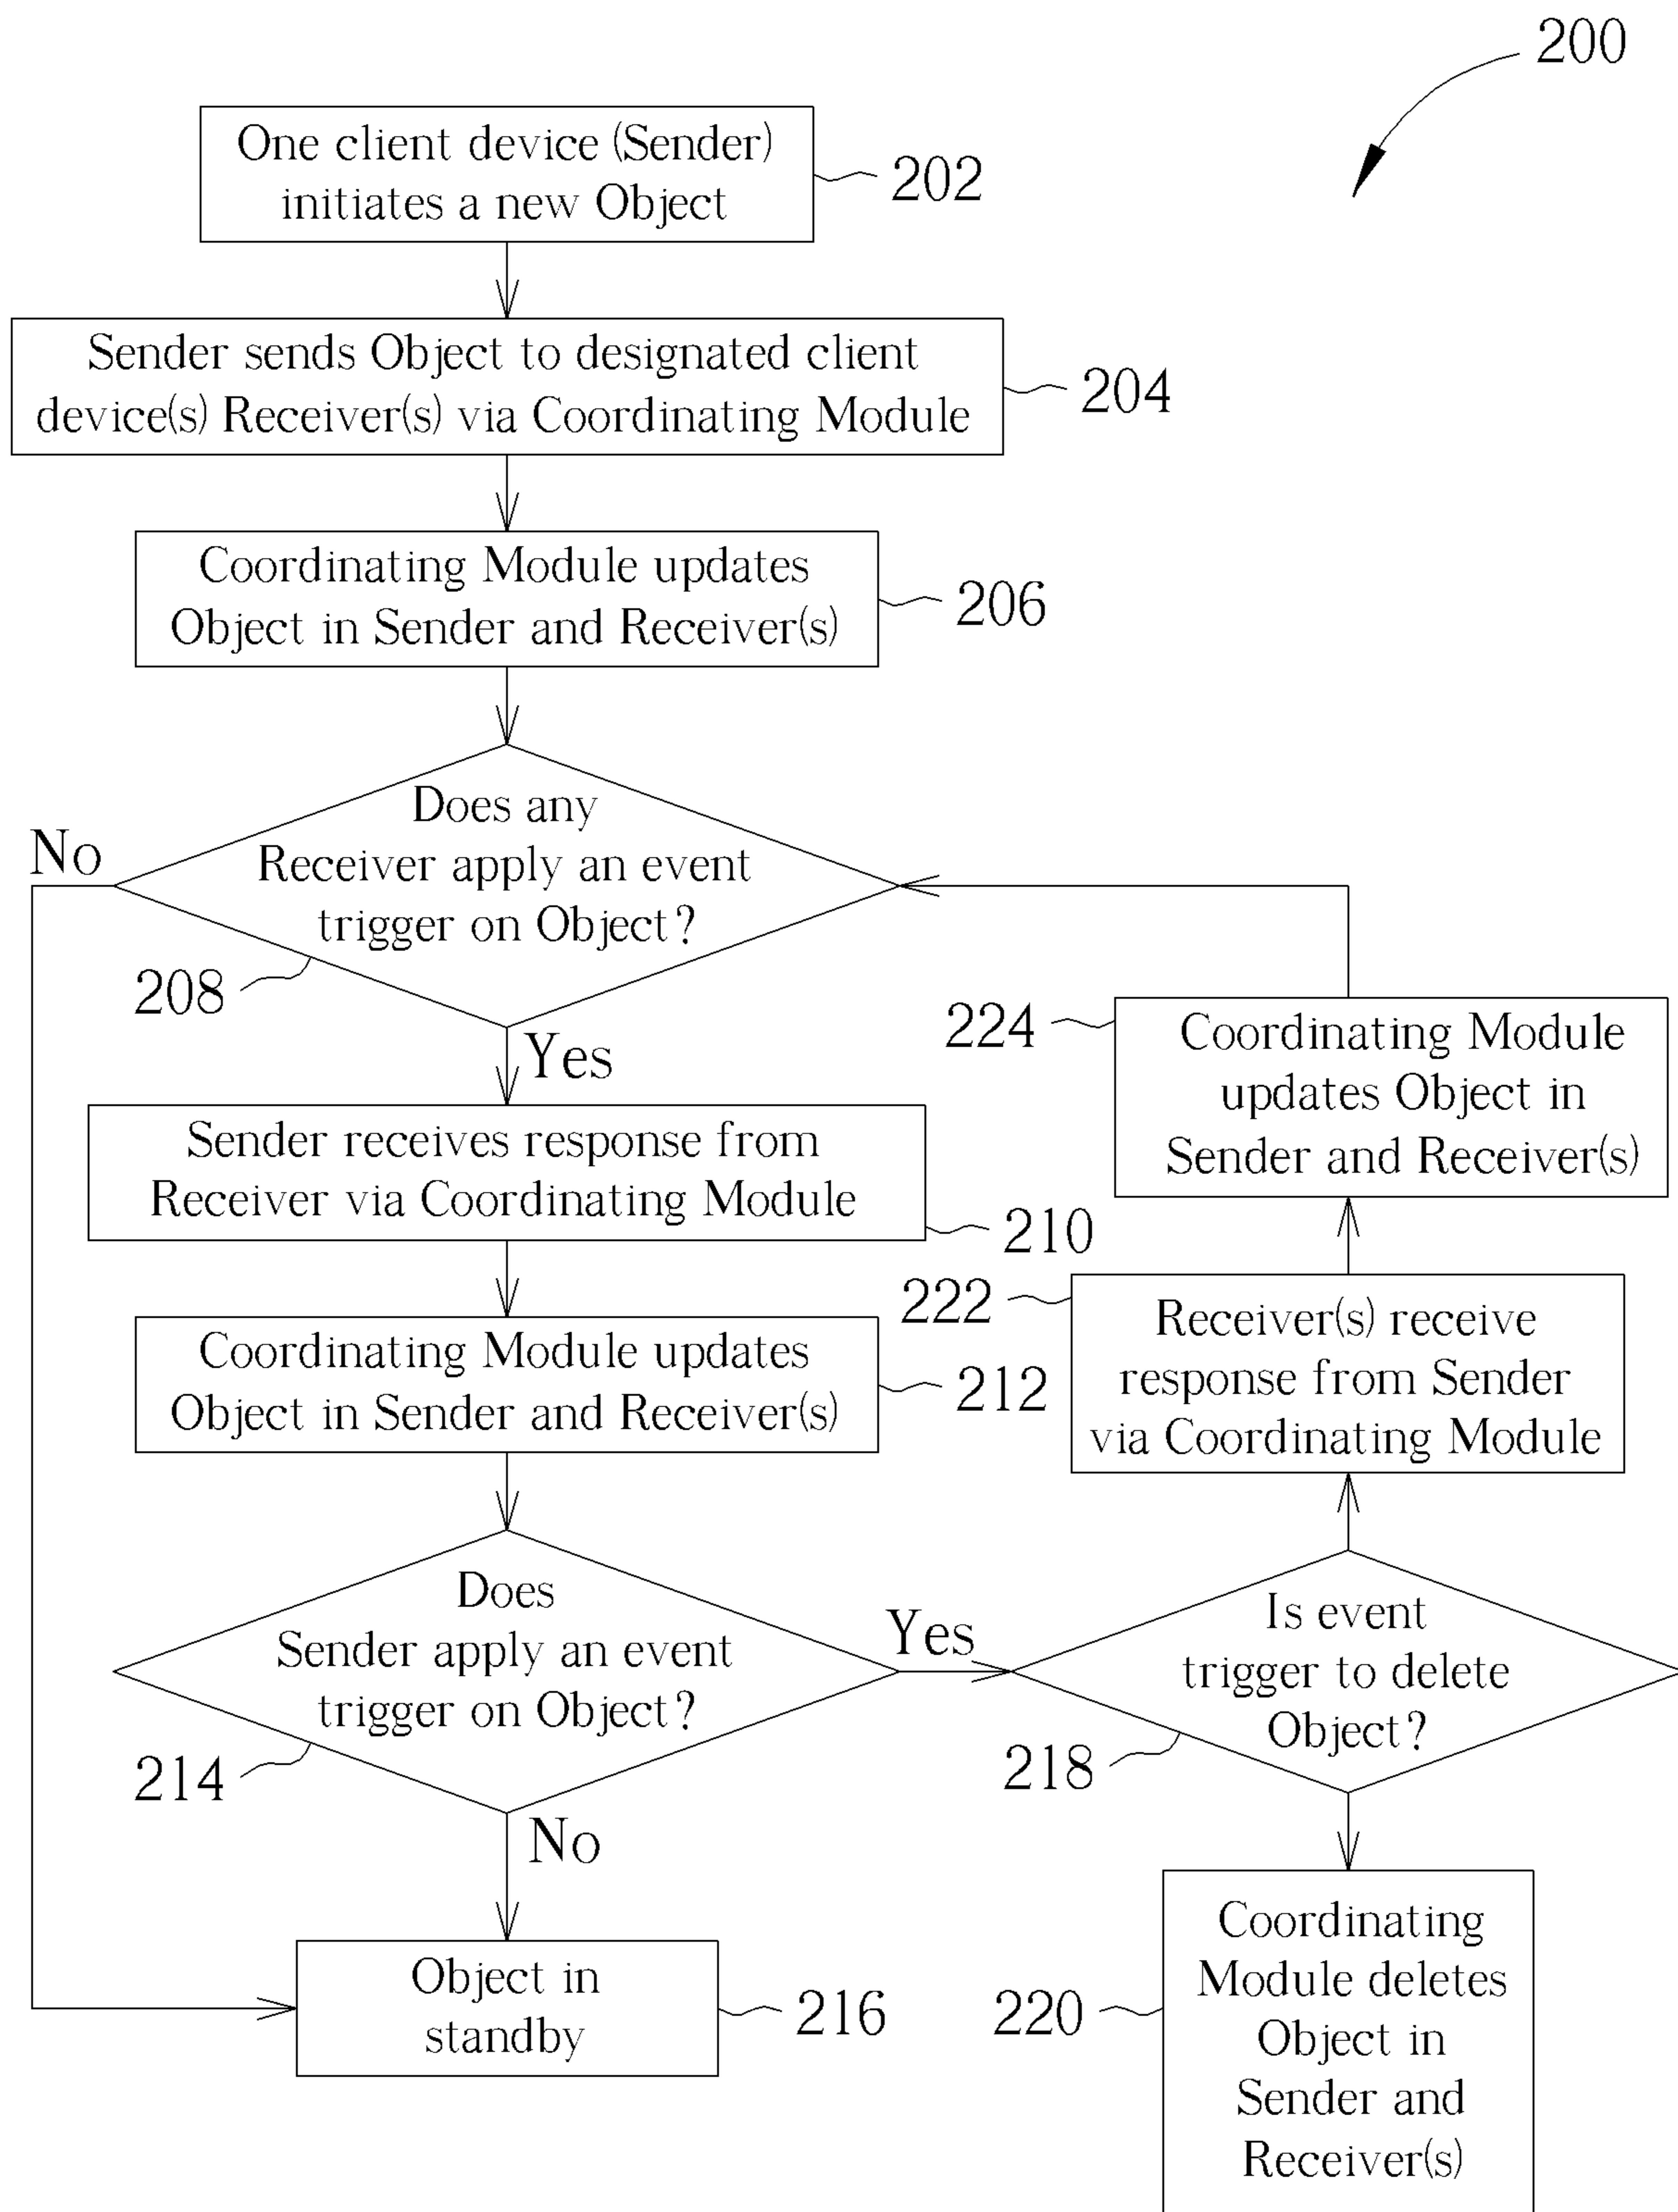 200
One client device (Sender)
initiates a new Object
202
Sender sends Object to designated client
device(s) Receiver(s) via Coordinating Module
204
Coordinating Module updates
Object in Sender and Receiver(s)
206
Does any
Receiver apply an event
trigger on Object?
No
208
Yes
Sender receives response from
Receiver via Coordinating Module
210
Coordinating Module updates
Object in Sender and Receiver(s)
212
Does
Sender apply an event
trigger on Object?
214
Yes
No
Object in
standby
216
Is event
trigger to delete
Object?
218
Coordinating
Module deletes
Object in
Sender and
Receiver(s)
220
Receiver(s) receive
response from Sender
via Coordinating Module
222
Coordinating Module
updates Object in
Sender and Receiver(s)
224